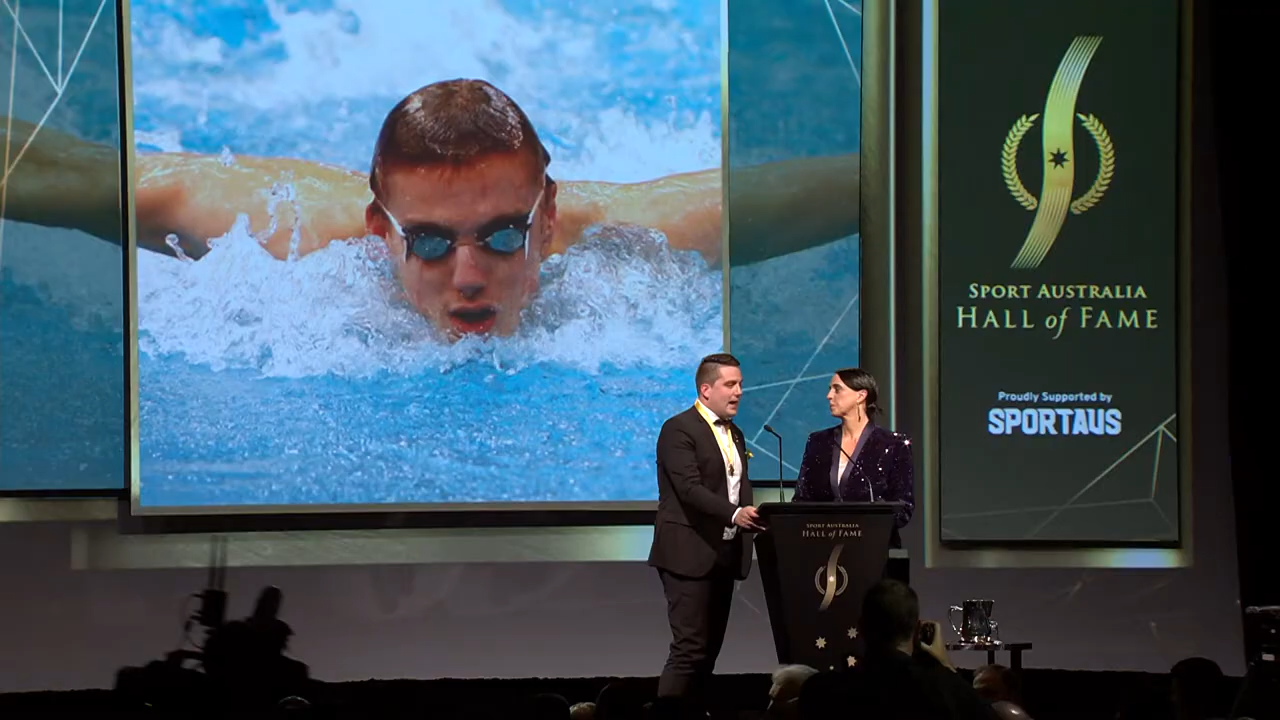 SPORT AUSTRALIA
HALL of FAME
Proudly Supported by
SPORTAUS
SPORT AUSTRALIA
HALL of FAME